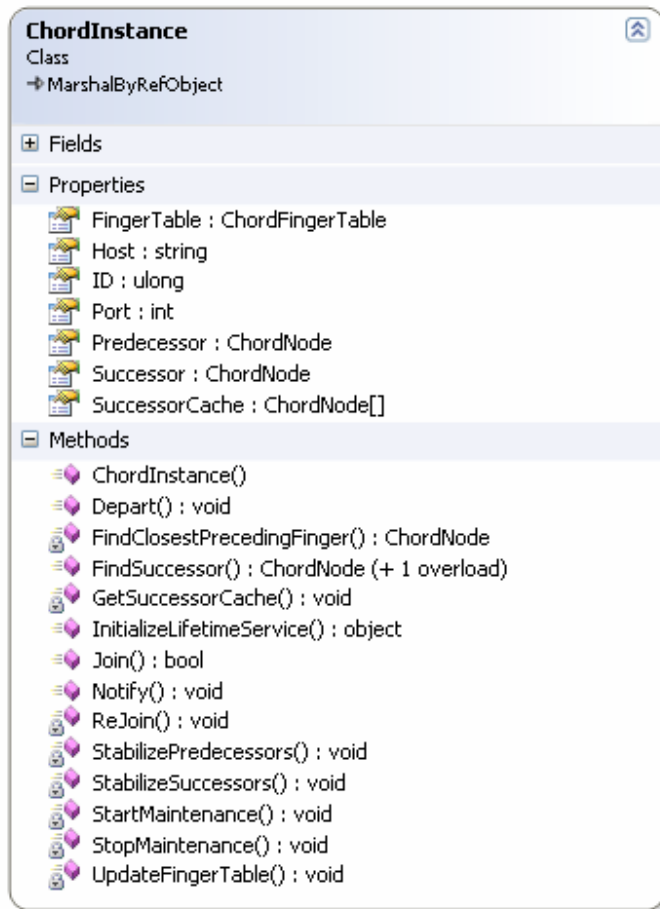 ChordInstance
Class
MarshalByRefObject
Fields
Properties
FingerTable : ChordFingerTable
Host : string
ID : ulong
Port : int
Predecessor : ChordNode
Successor : ChordNode
SuccessorCache : ChordNode[]
Methods
ChordInstance()
Depart() : void
FindClosestPrecedingFinger() : ChordNode
FindSuccessor() : ChordNode (+ 1 overload)
GetSuccessorCache() : void
InitializeLifetimeService() : object
Join() : bool
Notify() : void
ReJoin() : void
StabilizePredecessors() : void
StabilizeSuccessors() : void
StartMaintenance() : void
StopMaintenance() : void
UpdateFingerTable() : void